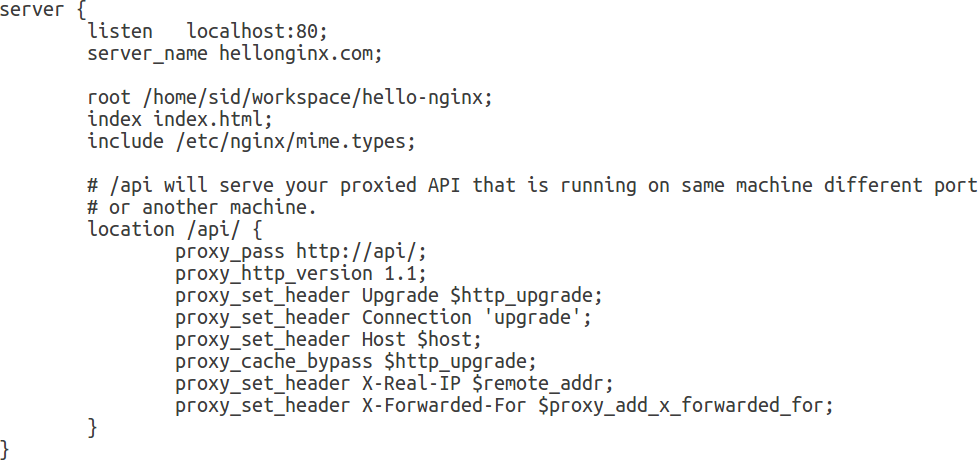 server {
listen   localhost:80;
server_name hellonginx.com;
root /home/sid/workspace/hello-nginx;
index index.html;
include /etc/nginx/mime.types;
# /api will serve your proxied API that is running on same machine different port
# or another machine.
location /api/ {
proxy_pass http://api/;
proxy_http_version 1.1;
proxy_set_header Upgrade $http_upgrade;
proxy_set_header Connection 'upgrade';
proxy_set_header Host $host;
proxy_cache_bypass $http_upgrade;
proxy_set_header X-Real-IP $remote_addr;
proxy_set_header X-Forwarded-For $proxy_add_x_forwarded_for;
}
}